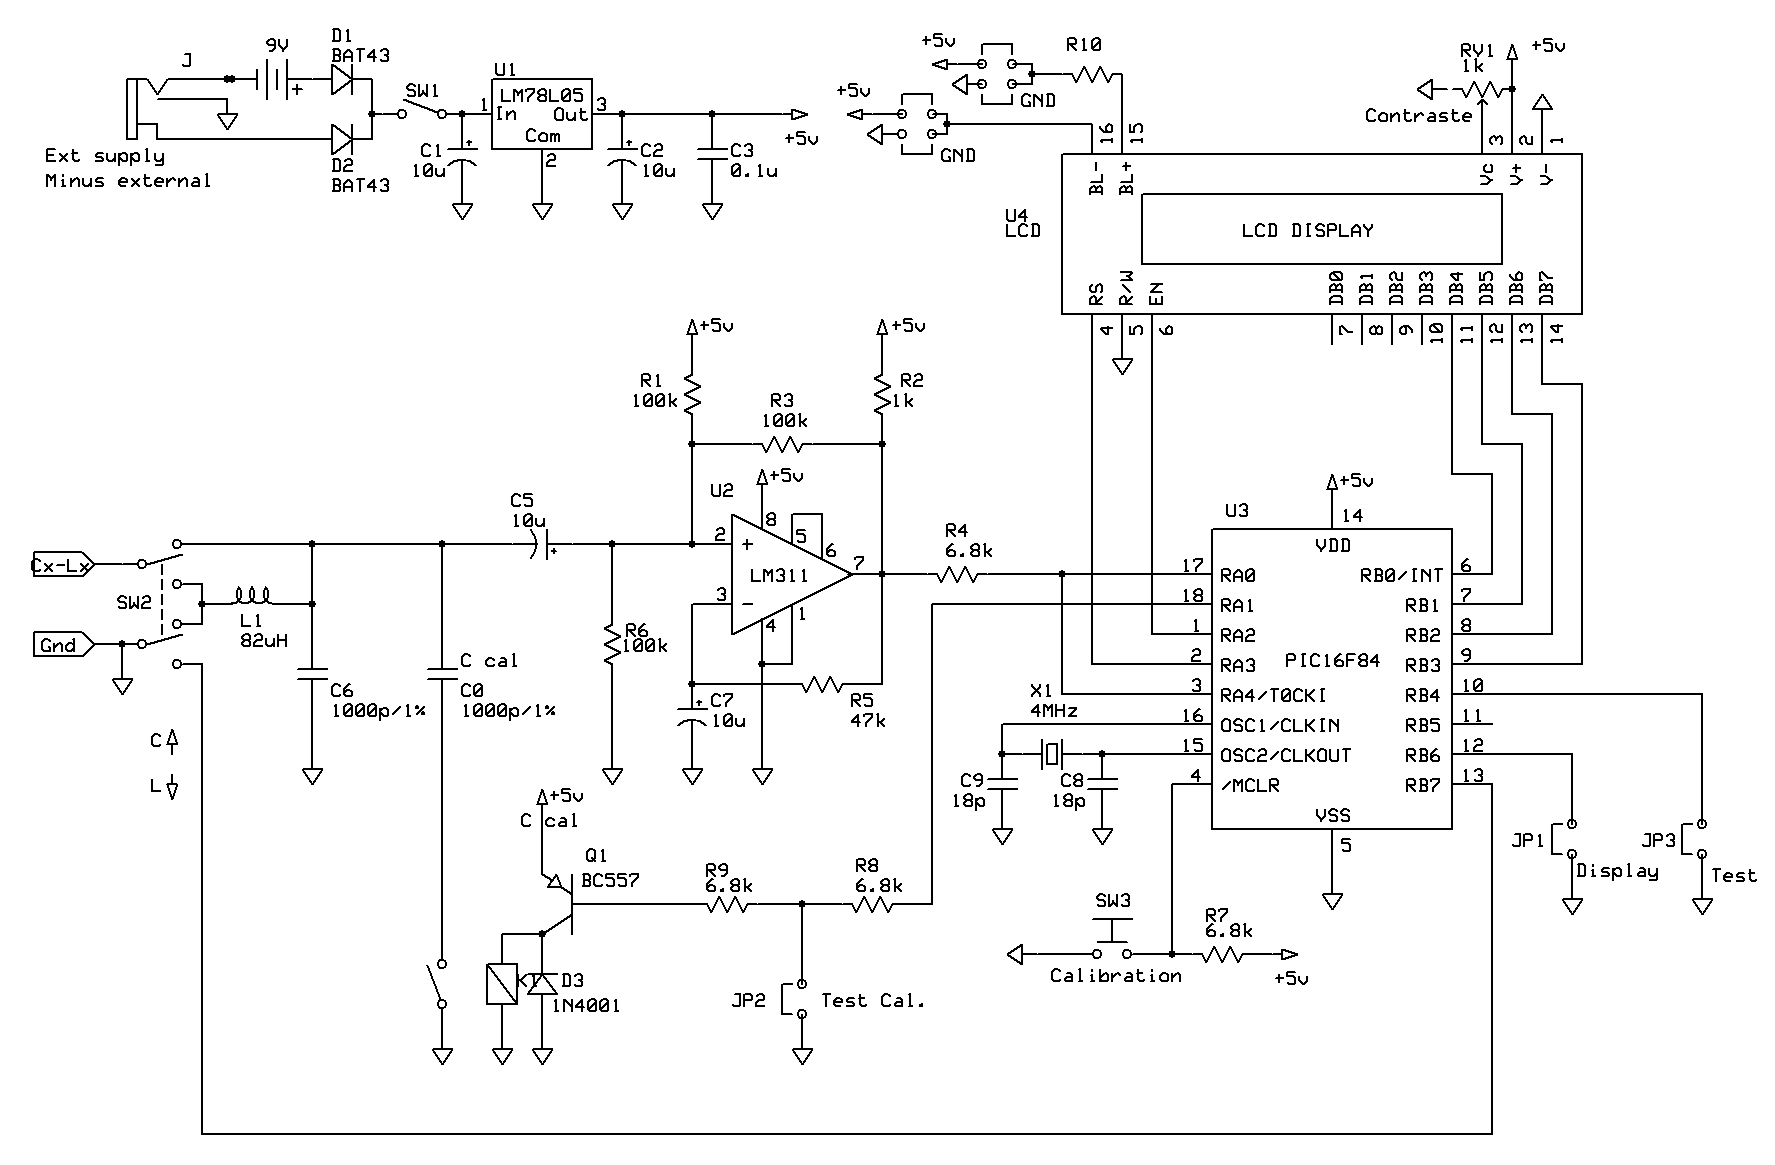 J
9V
+
D1
BAT43
D2
BAT43
Ext supply
Minus external
SW1
U1
LM78L05
1
In
Out
3
Com
2
C1
10u
+
C2
10u
+
C3
0.1u
+5v
+5v
GND
+5v
GND
R10
RV1
1k
+5v
Contraste
16
15
3
2
1
BL-
BL+
Vc
V+
V-
U4
LCD
LCD DISPLAY
RS
R/W
EN
DB0
DB1
DB2
DB3
DB4
DB5
DB6
DB7
4
5
6
7
8
9
10
11
12
13
14
+5v
+5v
R1
100k
R3
100k
R2
1k
U2
+5v
8
5
6
2
+
LM311
7
3
-
4
1
C5
10u
+
R4
6.8k
Cx-Lx
SW2
Gnd
L1
82uH
C6
1000p/1%
C cal
C0
1000p/1%
R6
100k
C7
10u
+
R5
47k
C
L
U3
+5v
14
VDD
17
RA0
18
RA1
1
RA2
2
RA3
3
RA4/T0CKI
16
OSC1/CLKIN
15
OSC2/CLKOUT
4
/MCLR
PIC16F84
RB0/INT
6
RB1
7
RB2
8
RB3
9
RB4
10
RB5
11
RB6
12
RB7
13
VSS
5
X1
4MHz
C9
18p
C8
18p
JP1
Display
JP3
Test
+5v
C cal
Q1
BC557
R9
6.8k
R8
6.8k
K1
D3
1N4001
JP2
Test Cal.
SW3
Calibration
R7
6.8k
+5v